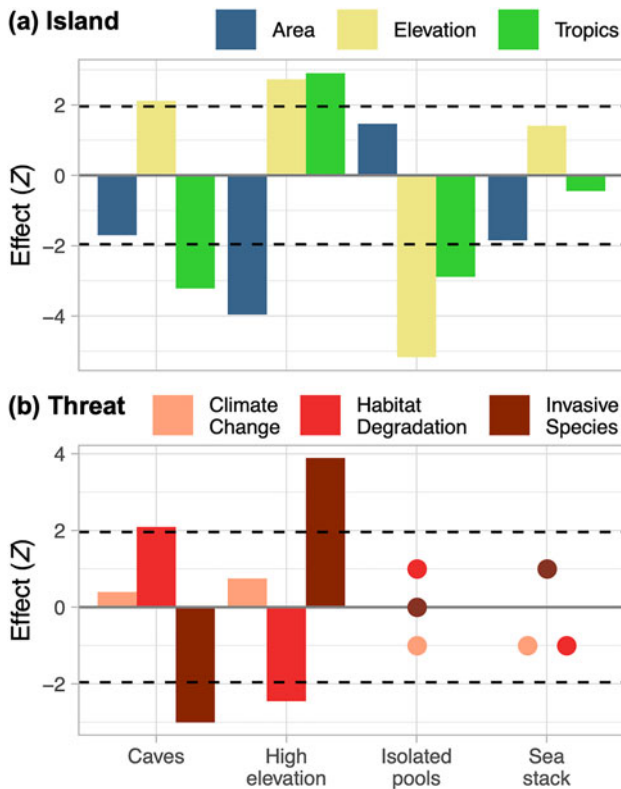 (a) Island
Area
Elevation
Tropics
2
0
−2
−4
Effect (Z)
(b) Threat
Climate
Change
Habitat
Degradation
Invasive
Species
4
2
0
−2
Effect (Z)
Caves
High
elevation
Isolated
pools
Sea
stack